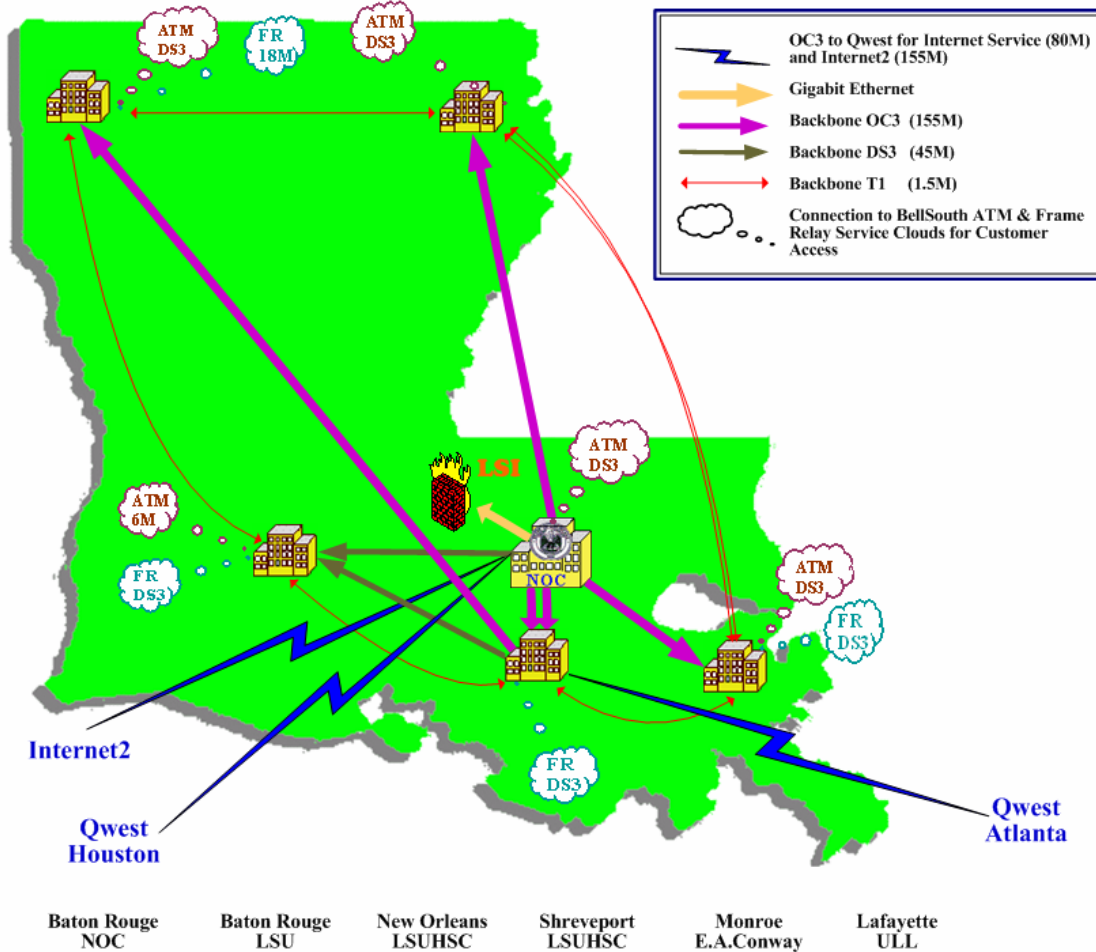 ATM
DS3
FR
18M
ATM
DS3
OC3 to Qwest for Internet Service (80M)
and Internet2 (155M)
Gigabit Ethernet
Backbone OC3 (155M)
Backbone DS3 (45M)
Backbone T1 (1.5M)
Connection to BellSouth ATM & Frame
Relay Service Clouds for Customer
Access
LSI
ATM
DS3
ATM
6M
FR
DS3
NOC
ATM
DS3
FR
DS3
Internet2
FR
DS3
Qwest
Houston
Qwest
Atlanta
Baton Rouge
NOC
Baton Rouge
LSU
New Orleans
LSUHSC
Shreveport
LSUHSC
Monroe
E.A.Conway
Lafayette
ULL